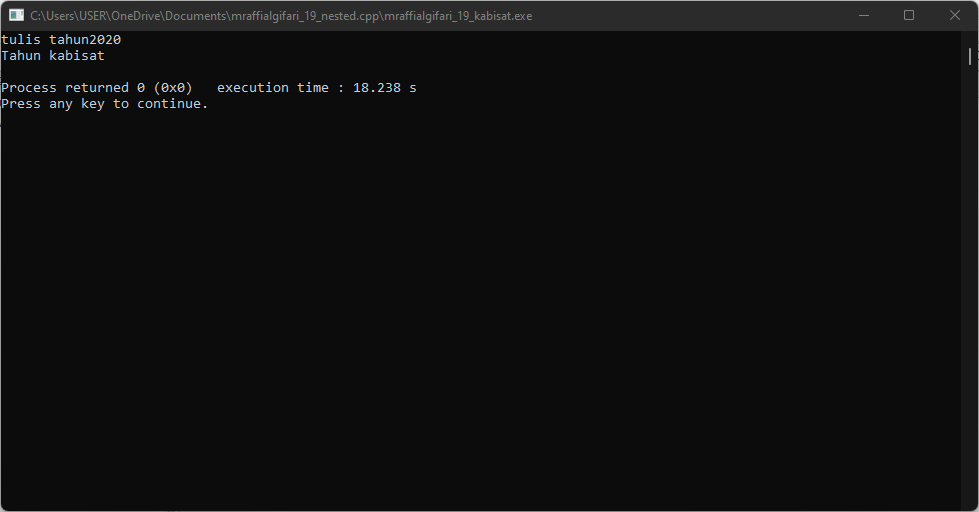 C:\Users\USER\OneDrive\Documents\mraffialgifari_19_nested.cpp\mraffialgifari_19_kabisat.exe
tulis tahun2020
Tahun kabisat
Process returned 0 (0x0)   execution time : 18.238 s
Press any key to continue.